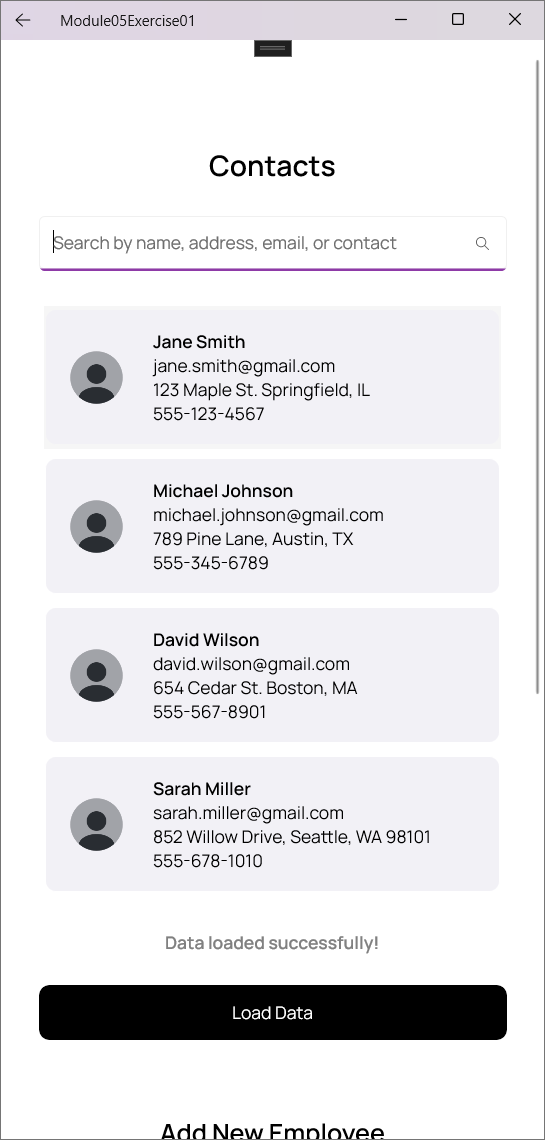 Module05Exercise01
Contacts
Search by name, address, email, or contact
Jane Smith
jane.smith@gmail.com
123 Maple St. Springfield, IL
555-123-4567
Michael Johnson
michael.johnson@gmail.com
789 Pine Lane, Austin, TX
555-345-6789
David Wilson
david.wilson@gmail.com
654 Cedar St. Boston, MA
555-567-8901
Sarah Miller
sarah.miller@gmail.com
852 Willow Drive, Seattle, WA 98101
555-678-1010
Data loaded successfully!
Load Data
Add New Employee